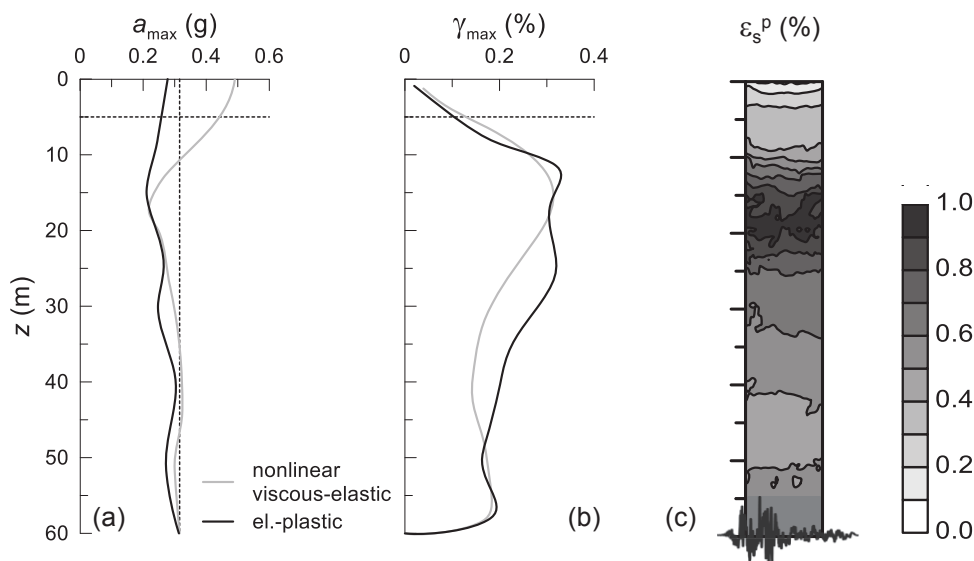 a_max (g)
0 0.2 0.4 0.6
γ_max (%)
0 0.2 0.4
ε_s^p (%)
z (m)
0
10
20
30
40
50
60
nonlinear
viscous-elastic
el.-plastic
(a)
(b)
(c)
1.0
0.8
0.6
0.4
0.2
0.0